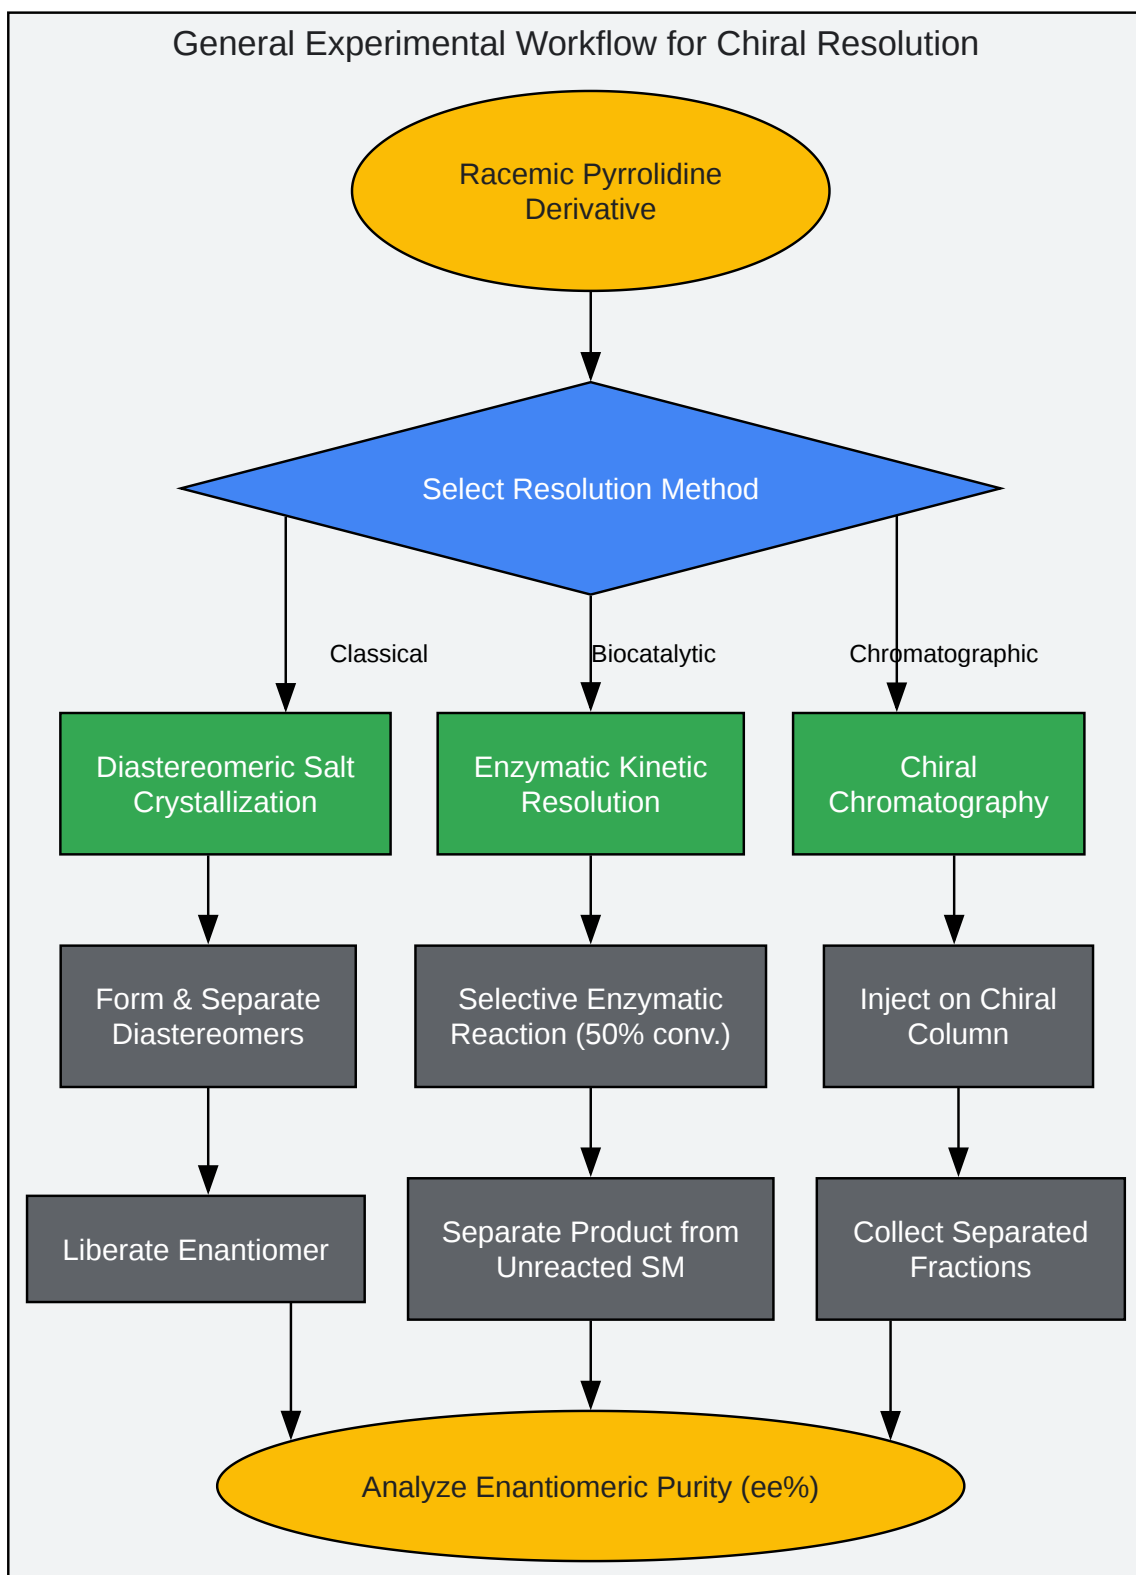 General Experimental Workflow for Chiral Resolution
Racemic Pyrrolidine
Derivative
Select Resolution Method
Classical
Biocatalytic
Chromatographic
Diastereomeric Salt
Crystallization
Enzymatic Kinetic
Resolution
Chiral
Chromatography
Form & Separate
Diastereomers
Selective Enzymatic
Reaction (50% conv.)
Inject on Chiral
Column
Liberate Enantiomer
Separate Product from
Unreacted SM
Collect Separated
Fractions
Analyze Enantiomeric Purity (ee%)